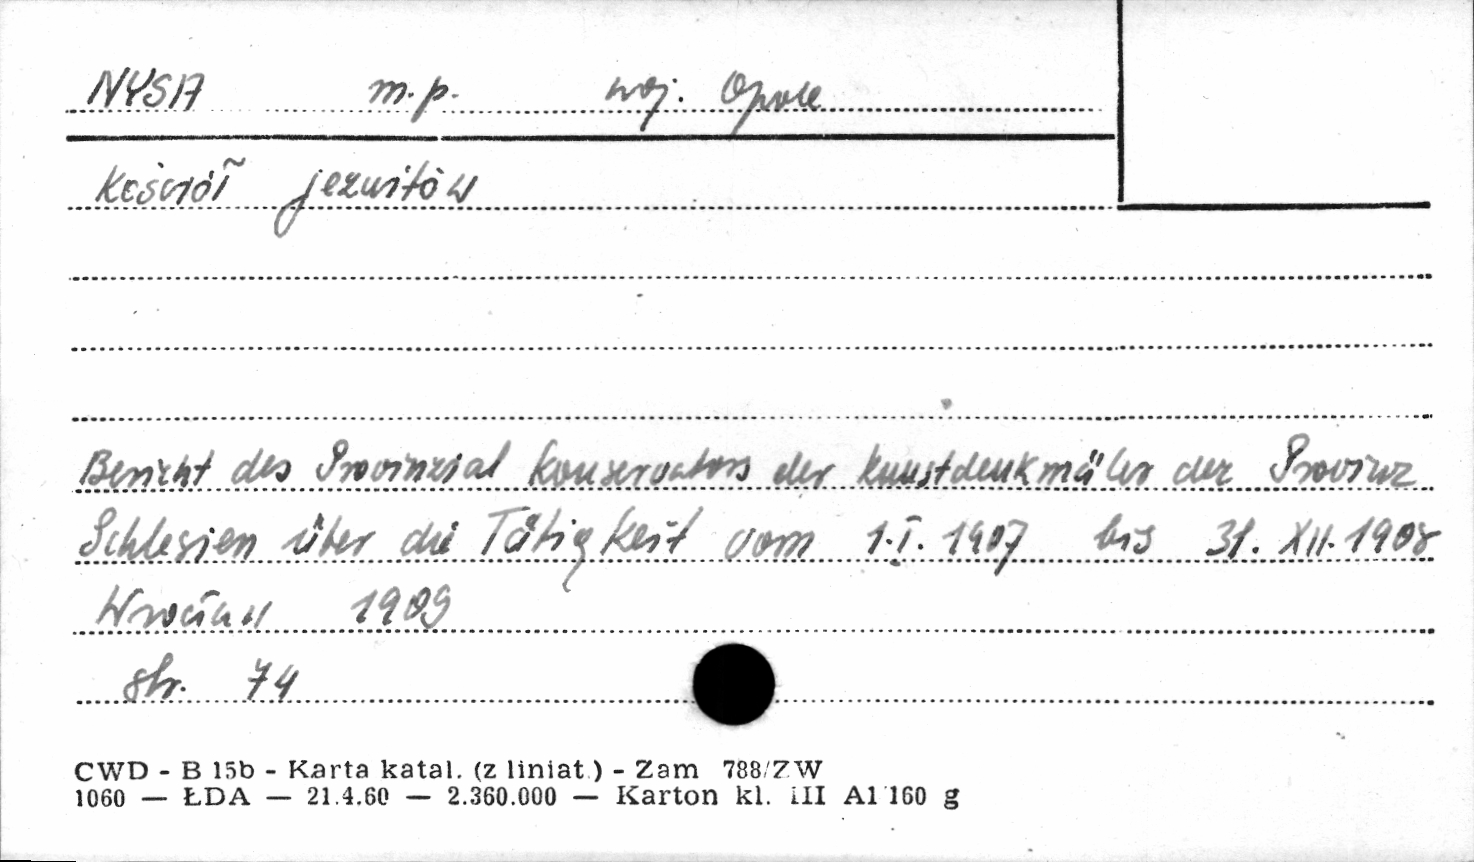 NYSA m.p. woj. Opole
Kościół jezuitów
Bericht des Provinzial Konservators der Kunstdenkmäler der Provinz
Schlesien über die Tätigkeit vom 1.I.1907 bis 31.XII.1908
Wrocław 1909
str. 74
CWD - B 15b - Karta katal. (z liniat.) - Zam 788/ZW
1060 — ŁDA — 21.4.60 — 2.360.000 — Karton kl. III A1 160 g